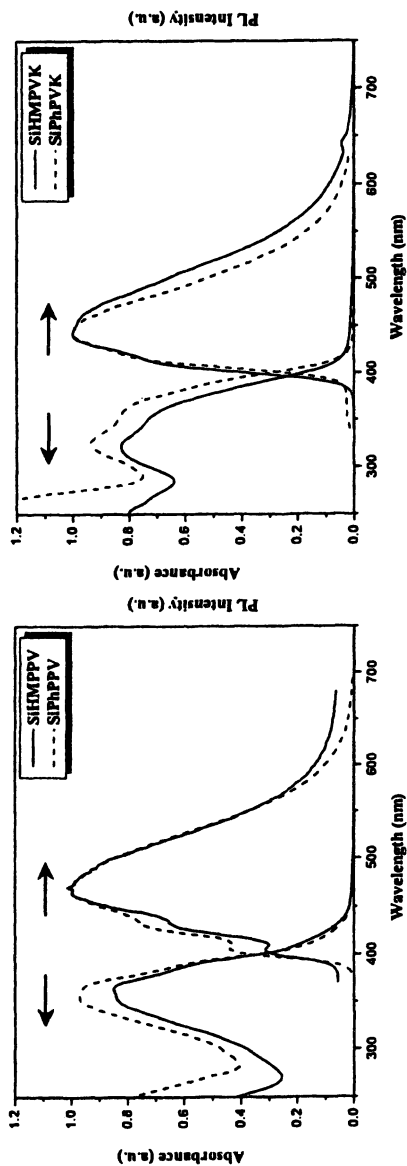 Absorbance (a.u.)
1.2
1.0
0.8
0.6
0.4
0.2
0.0
300
400
500
600
700
Wavelength (nm)
SiHMPPV
SiPhPPV
PL Intensity (a.u.)
Absorbance (a.u.)
1.2
1.0
0.8
0.6
0.4
0.2
0.0
300
400
500
600
700
Wavelength (nm)
SiHMPVK
SiPhPVK
PL Intensity (a.u.)